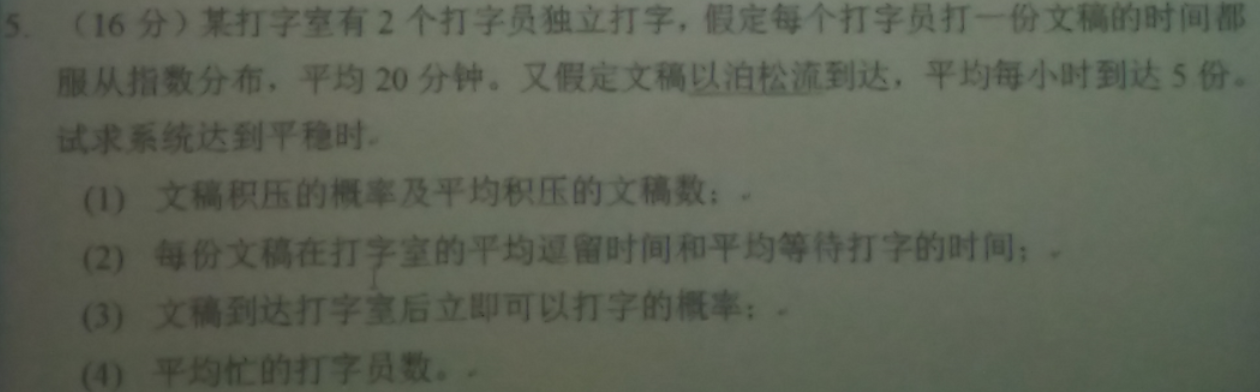 5. （16 分）某打字室有 2 个打字员独立打字，假定每个打字员打一份文稿的时间都
服从指数分布，平均 20 分钟。又假定文稿以泊松流到达，平均每小时到达 5 份。
试求系统达到平稳时
(1) 文稿积压的概率及平均积压的文稿数；
(2) 每份文稿在打字室的平均逗留时间和平均等待打字的时间；
(3) 文稿到达打字室后立即可以打字的概率；
(4) 平均忙的打字员数。